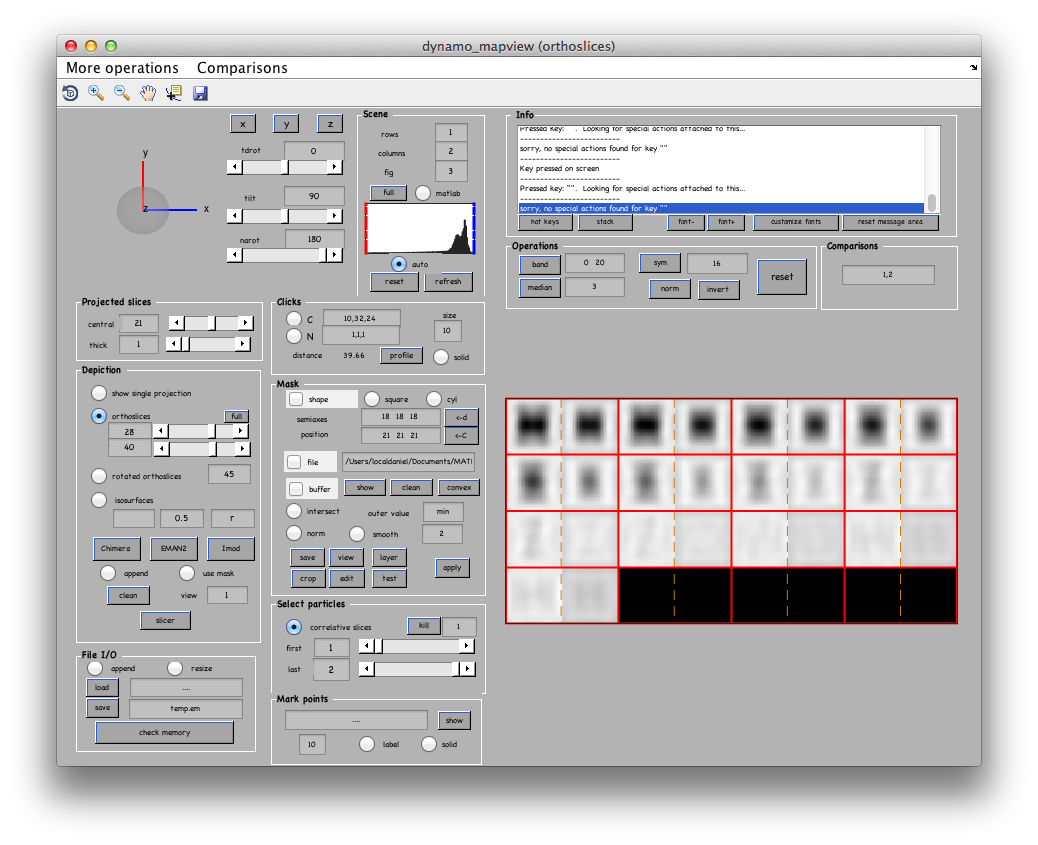 dynamo_mapview (orthoslices)
More operations Comparisons
x y z
tdrot 0
tilt 90
narot 180
y
z x
Scene
rows 1
columns 2
fig 3
full matlab
auto
reset refresh
Info
Pressed key: ". Looking for special actions attached to this...
---------------------------
sorry, no special actions found for key ""
---------------------------
Key pressed on screen
---------------------------
Pressed key: "". Looking for special actions attached to this...
---------------------------
sorry, no special actions found for key ""
hot keys stack font- font+ custamize fants reset message area
Operations
band 0 20 sym 16 reset
median 3 norm invert
Comparisons
1,2
Projected slices
central 21
thick 1
Clicks
C 10,32,24 size
N 1,1,1 10
distance 39.66 profile solid
Depiction
show single projection
orthoslices full
28
40
rotated orthoslices 45
isosurfaces
0.5 r
Chimera EMAN2 Imod
append use mask
clean view 1
slicer
Mask
shape square cyl
semiaxes 18 18 18 <-d
position 21 21 21 <-C
file /Users/localdaniel/Documents/MATI
buffer show clean convex
intersect outer value min
norm smooth 2
save view layer
crop edit test apply
Select particles
correlative slices kill 1
first 1
last 2
File I/O
append resize
load ....
save temp.em
check memory
Mark points
.... show
10 label solid